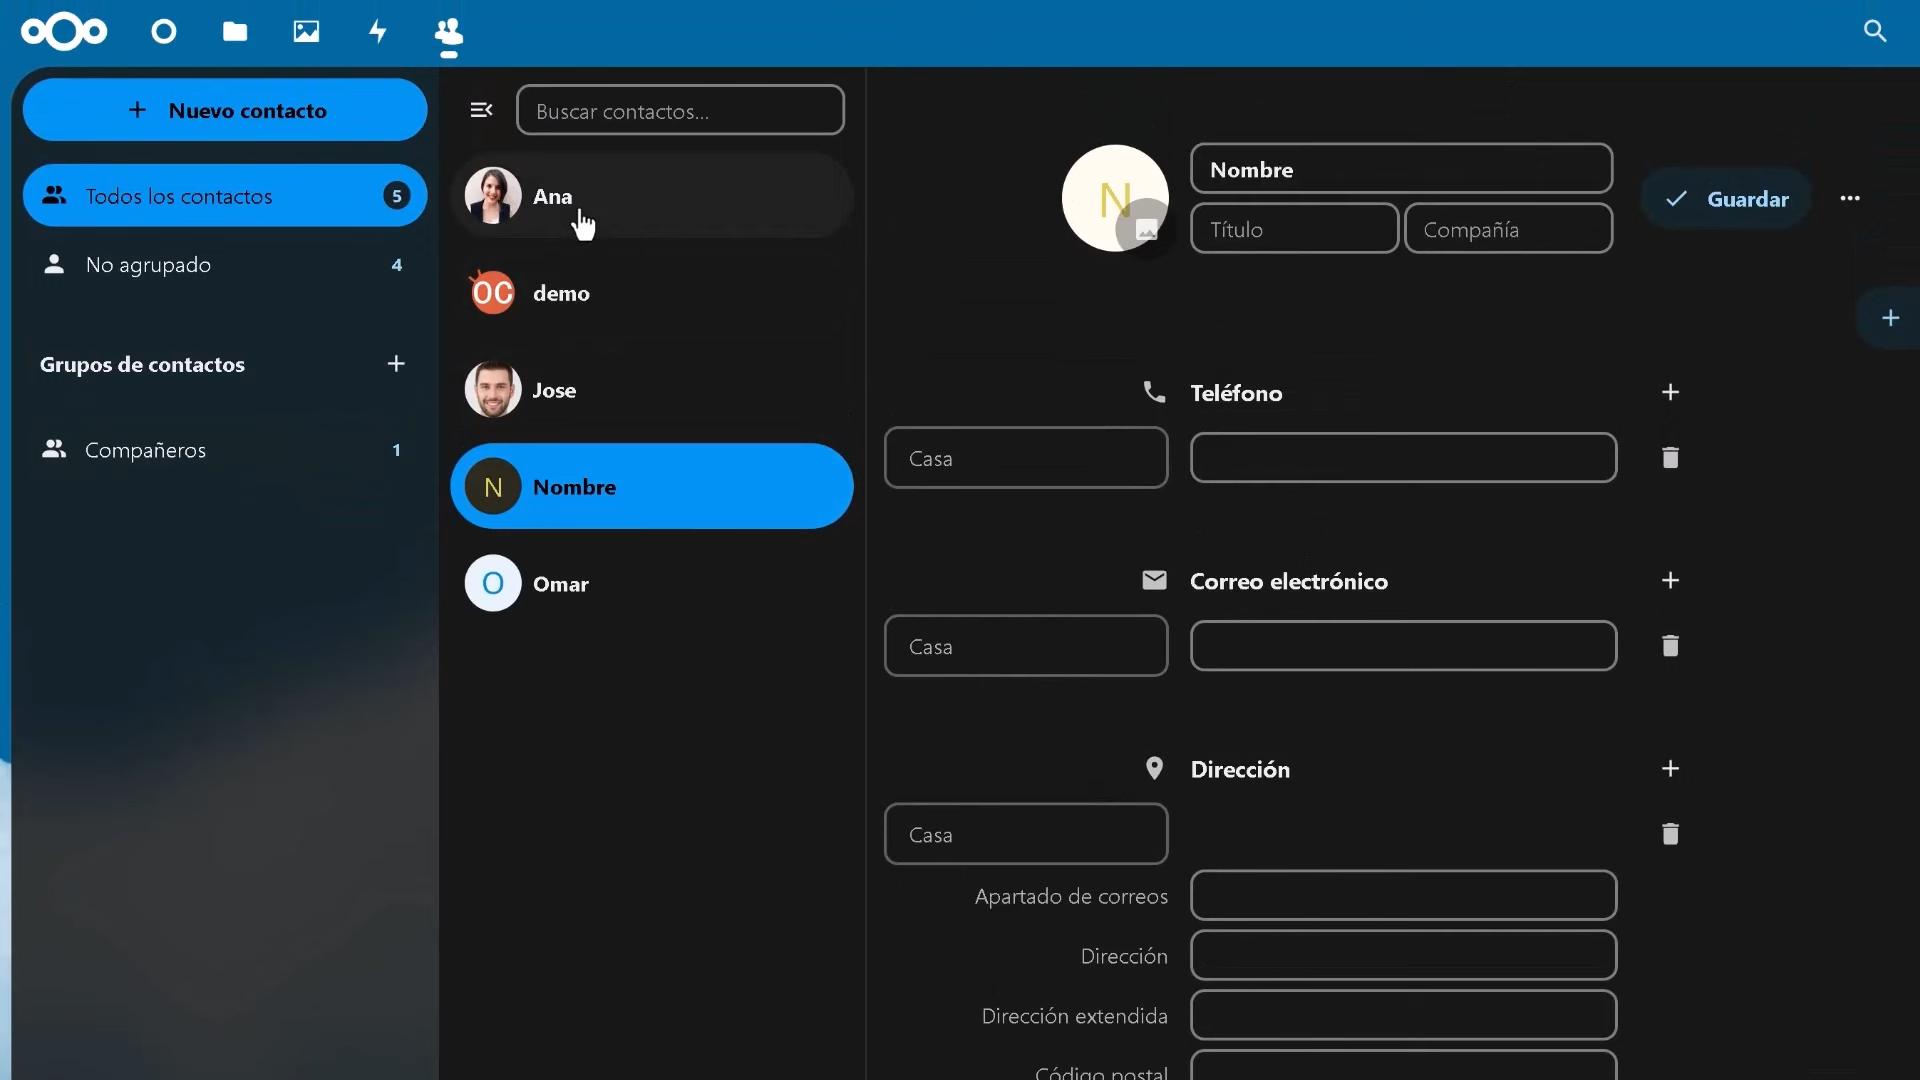 Nuevo contacto
Todos los contactos 5
No agrupado 4
Grupos de contactos
Compañeros 1
Buscar contactos...
Ana
OC demo
Jose
N Nombre
O Omar
N
Nombre
Título
Compañía
Guardar
Teléfono
Casa
Correo electrónico
Casa
Dirección
Casa
Apartado de correos
Dirección
Dirección extendida
Código postal